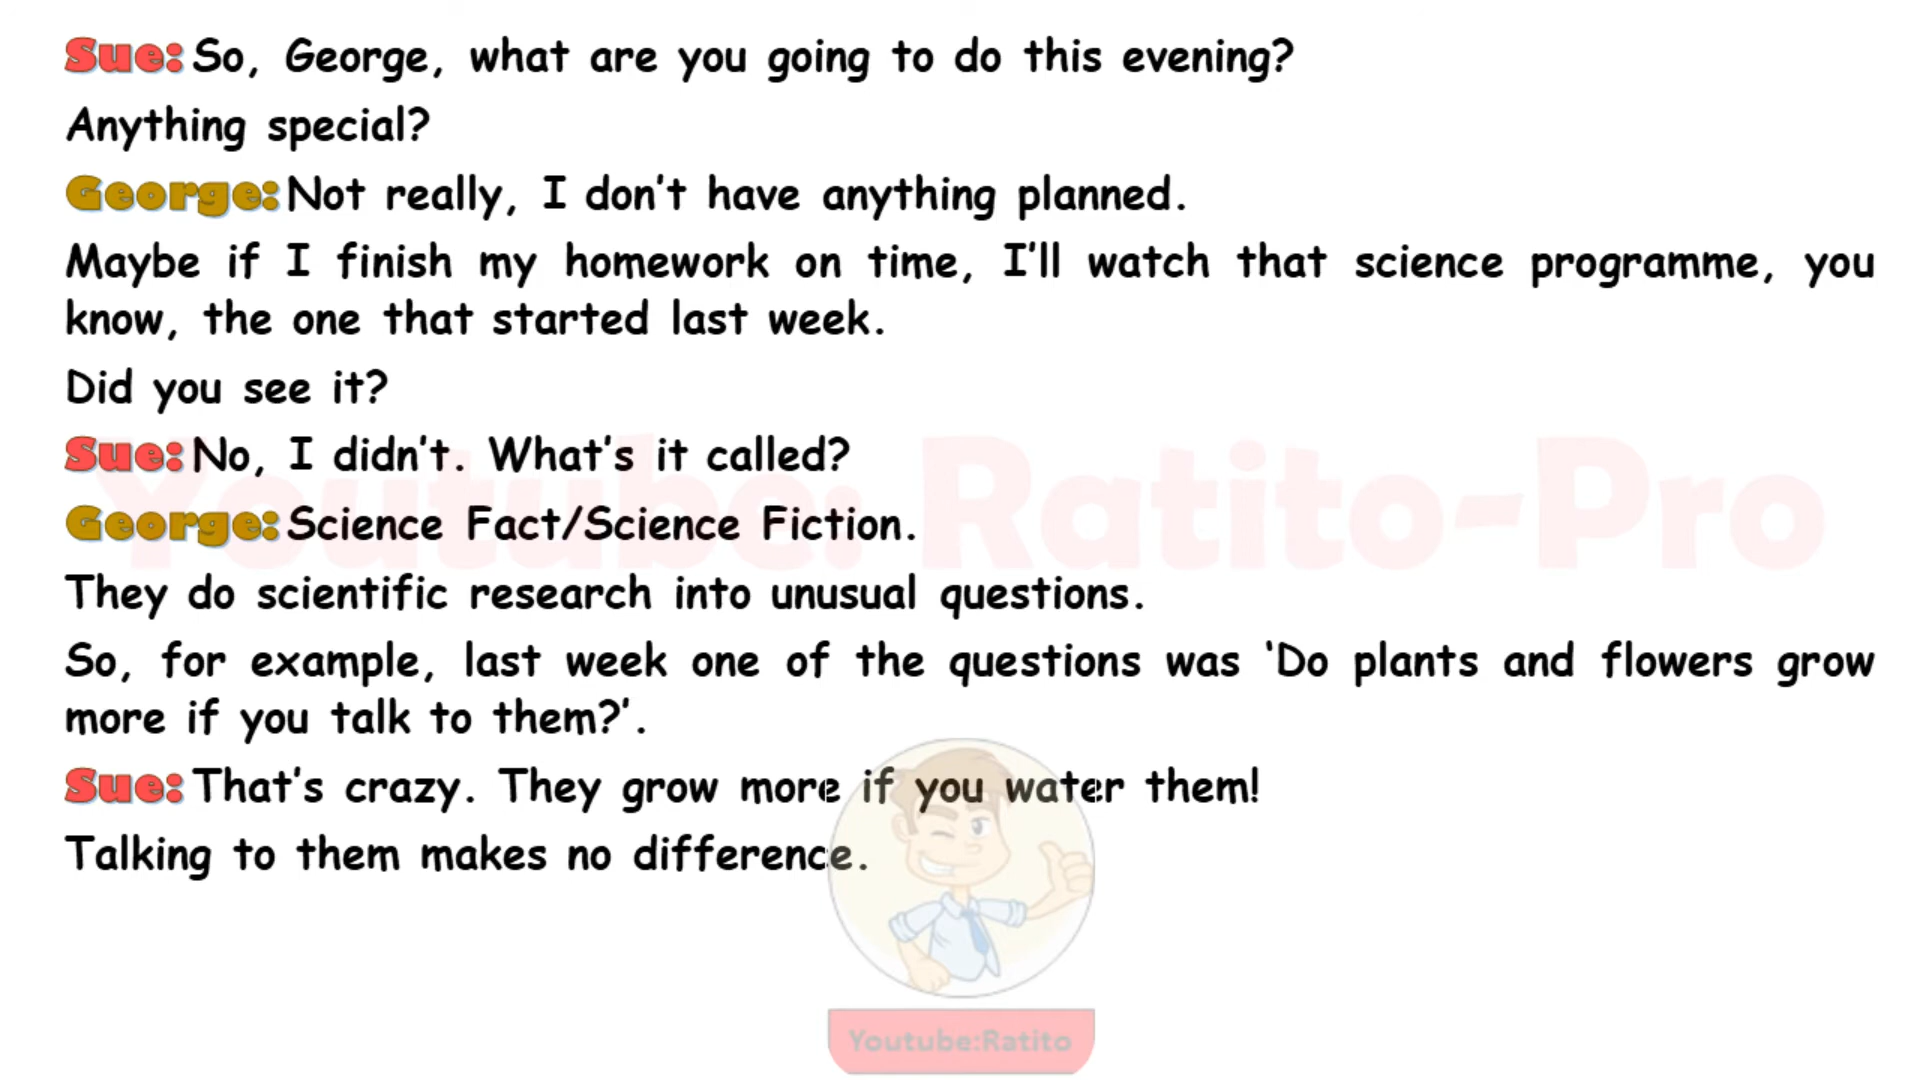 Sue: So, George, what are you going to do this evening?
Anything special?
George: Not really, I don't have anything planned.
Maybe if I finish my homework on time, I'll watch that science programme, you
know, the one that started last week.
Did you see it?
Sue: No, I didn't. What's it called?
Youtube: Ratito-Pro
George: Science Fact/Science Fiction.
They do scientific research into unusual questions.
So, for example, last week one of the questions was ‘Do plants and flowers grow
more if you talk to them?’.
Sue: That's crazy. They grow more if you water them!
Talking to them makes no difference.
Youtube:Ratito